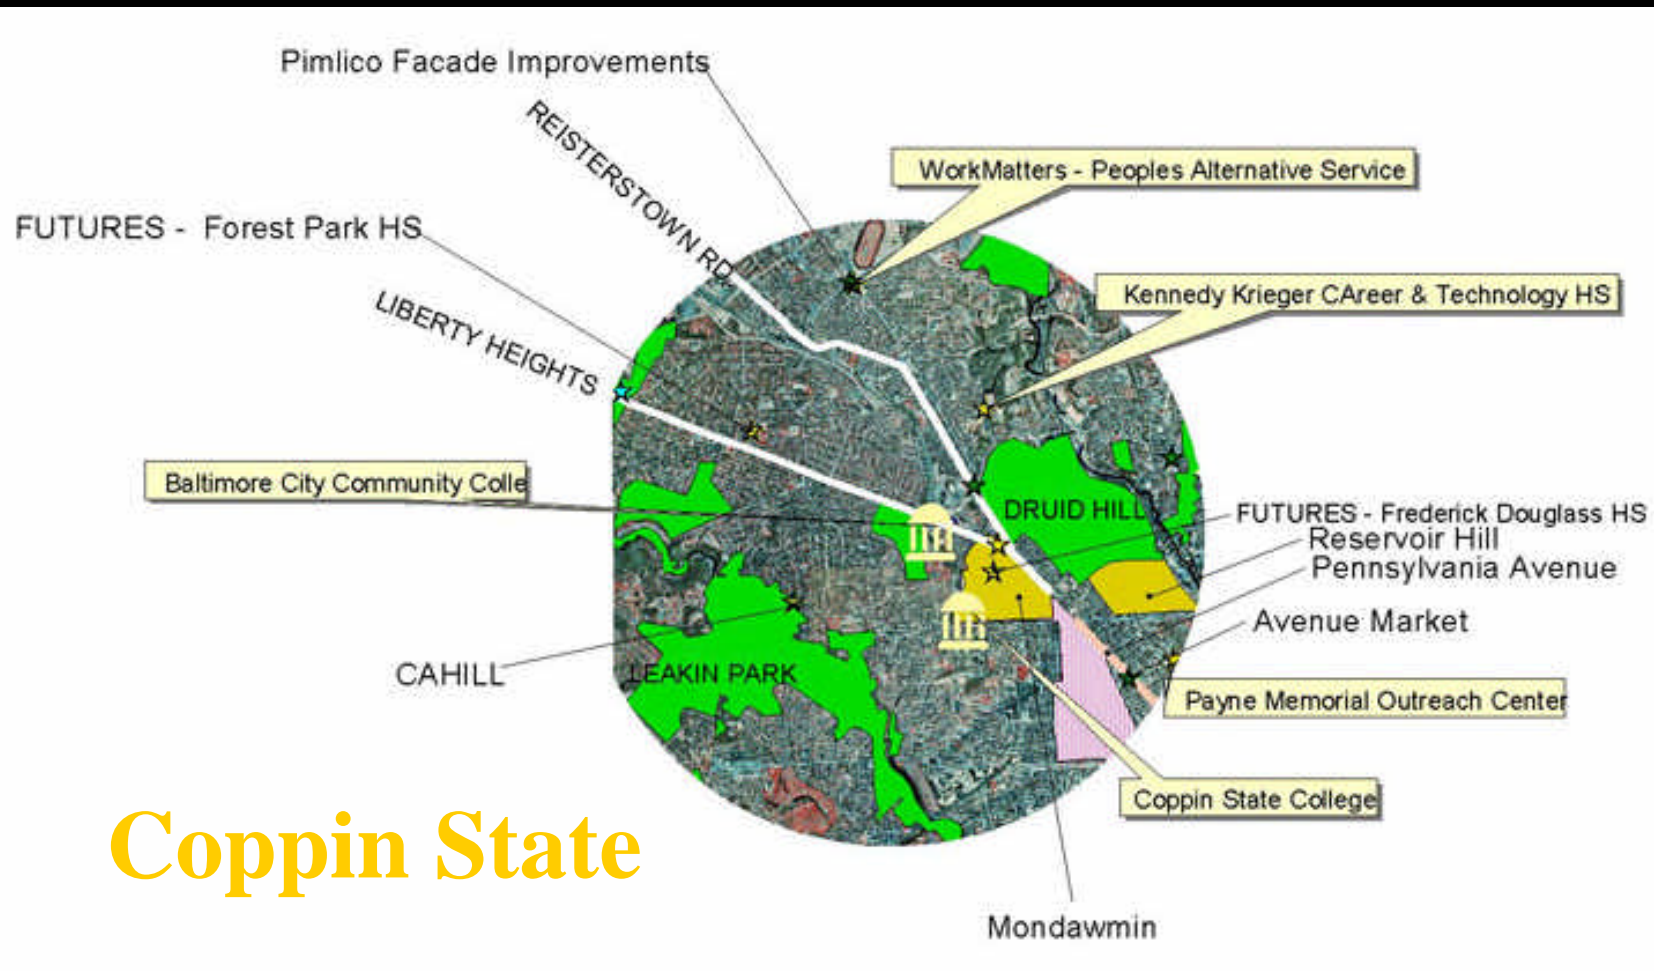 Pimlico Facade Improvements
REISTERSTOWN RD.
WorkMatters - Peoples Alternative Service
FUTURES - Forest Park HS
Kennedy Krieger CAreer & Technology HS
LIBERTY HEIGHTS
Baltimore City Community Colle
DRUID HILL
FUTURES - Frederick Douglass HS
Reservoir Hill
Pennsylvania Avenue
Avenue Market
CAHILL
LEAKIN PARK
Payne Memorial Outreach Center
Coppin State College
Coppin State
Mondawmin